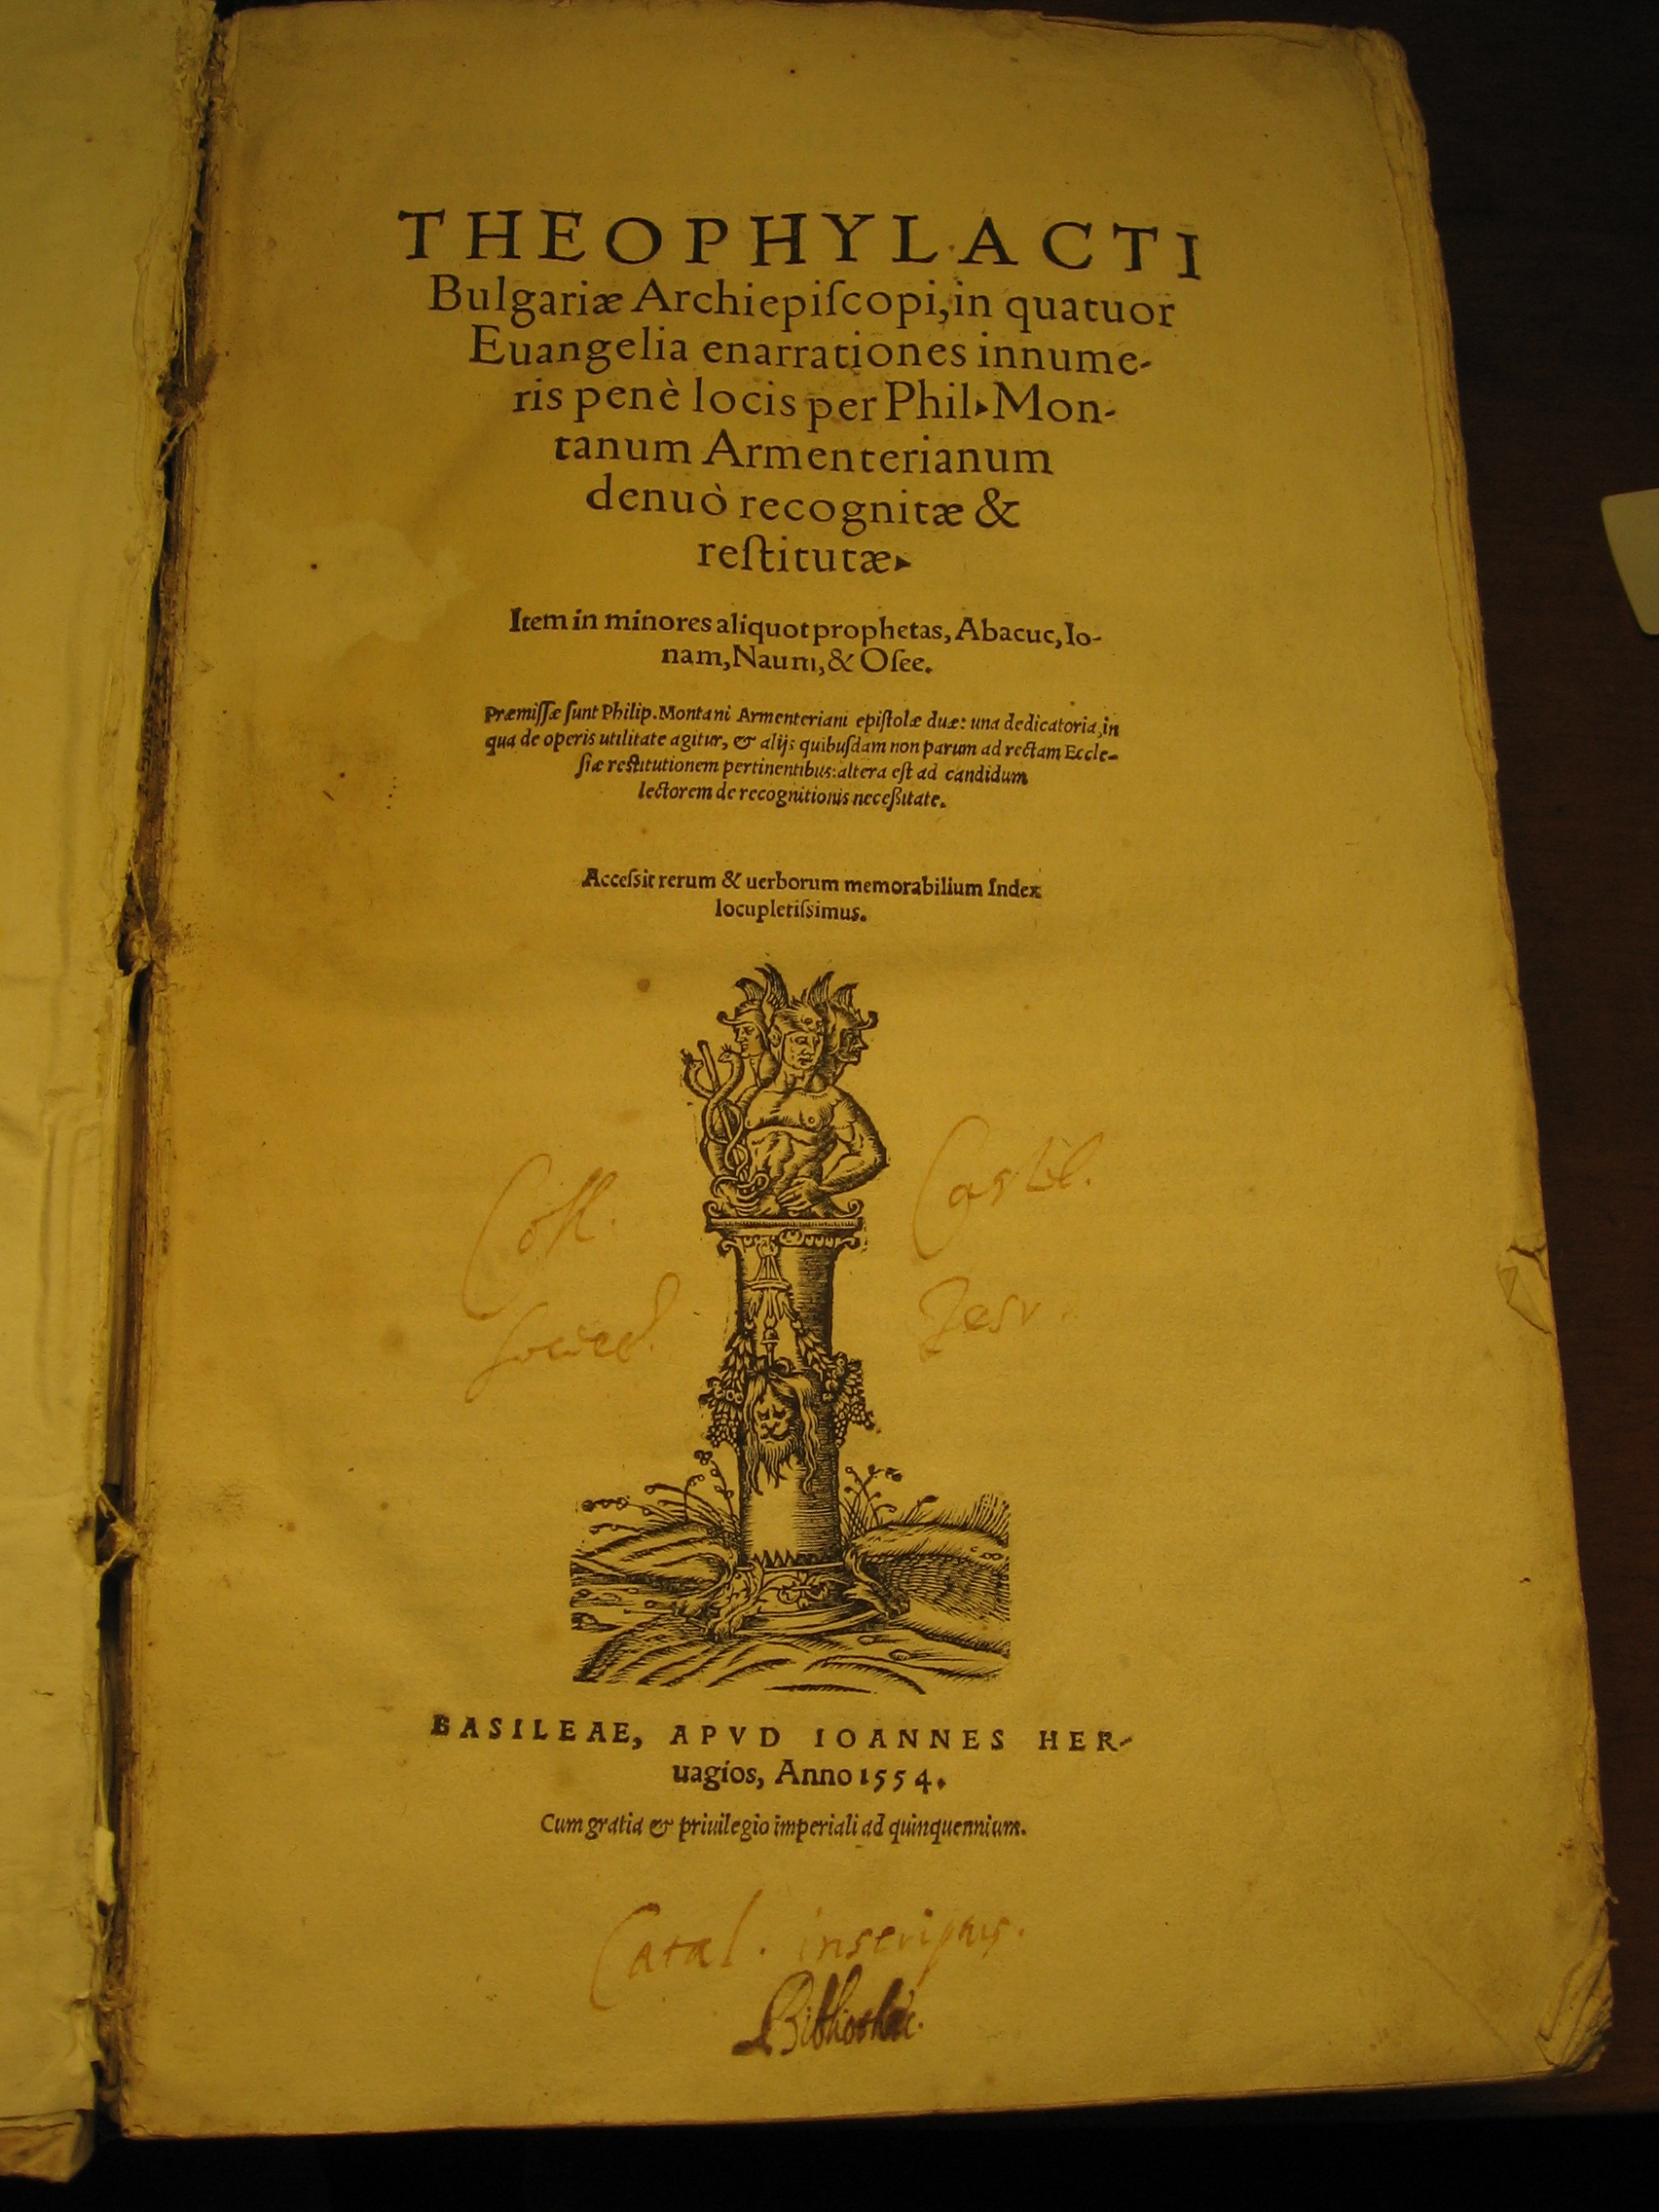 THEOPHYLACTI
Bulgariæ Archiepiſcopi, in quatuor
Euangelia enarrationes innume-
ris penè locis per Phil. Mon-
tanum Armenterianum
denuò recognitæ &
reſtitutæ.
Item in minores aliquot prophetas, Abacuc, Io-
nam, Naum, & Oſee.
Præmiſſæ ſunt Philip. Montani Armenteriani epiſtolæ duæ: una dedicatoria, in
qua de operis utilitate agitur, & alijs quibuſdam non parum ad rectam Eccle-
ſiæ reſtitutionem pertinentibus: altera eſt ad candidum
lectorem de recognitionis neceßitate.
Acceſsit rerum & uerborum memorabilium Index
locupletiſsimus.
Coll. Castel.
Societ. Jesv.
BASILEAE, APVD IOANNES HER-
uagios, Anno 1554.
Cum gratia & priuilegio imperiali ad quinquennium.
Catal. inscriptus.
Bibliothec.